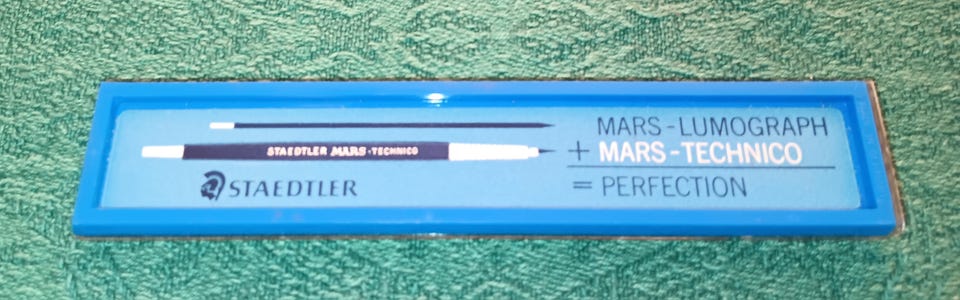 MARS-LUMOGRAPH
STAEDTLER MARS-TECHNICO
+ MARS-TECHNICO
STAEDTLER
= PERFECTION